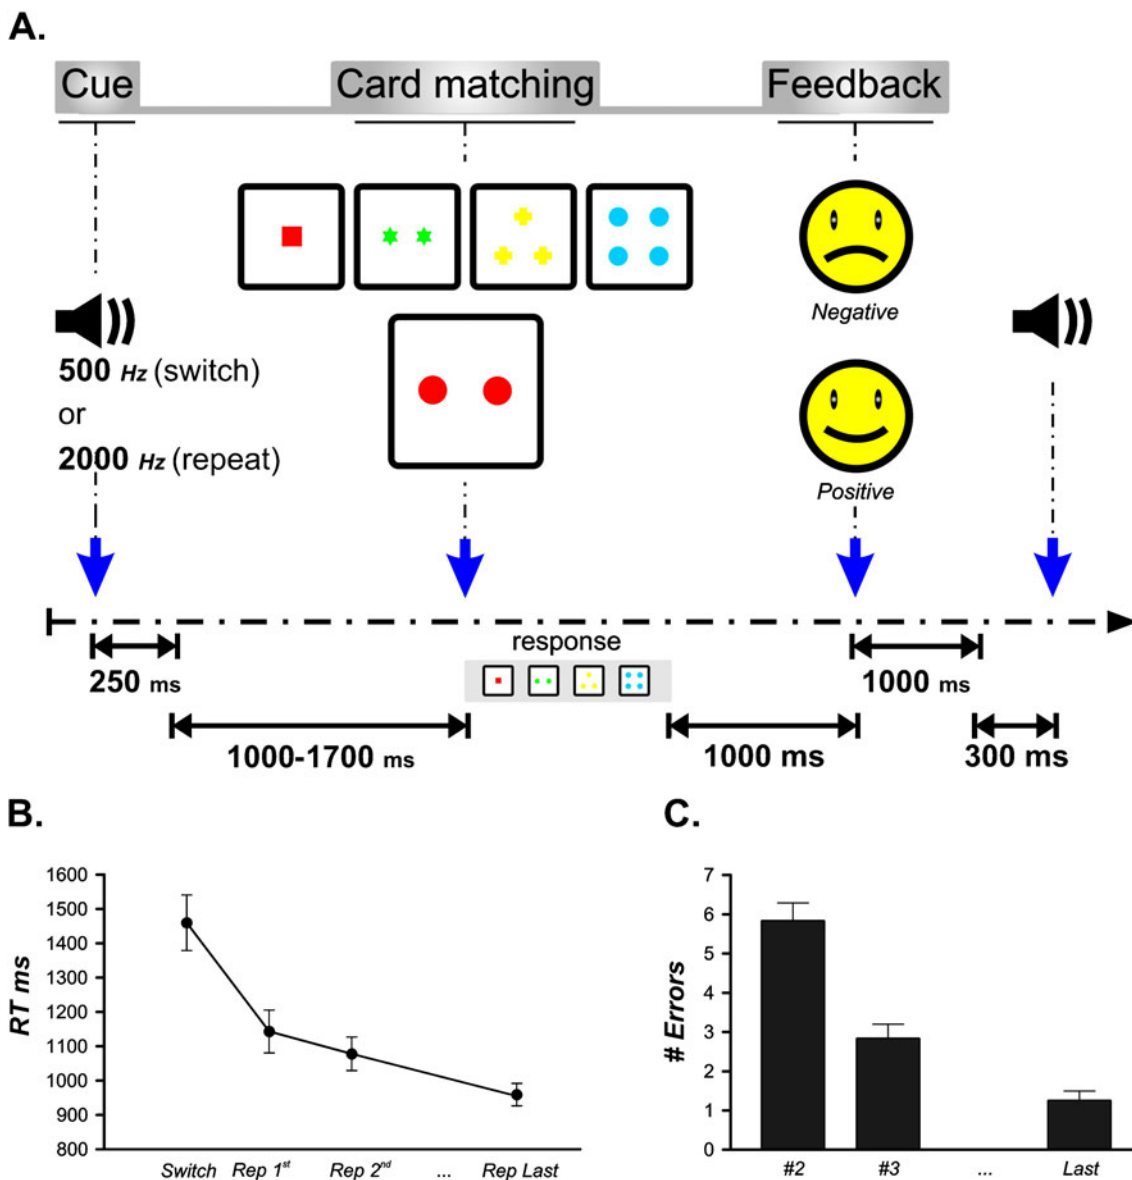 A.
Cue
Card matching
Feedback
Negative
500 Hz (switch)
or
2000 Hz (repeat)
Positive
response
250 ms
1000 ms
1000-1700 ms
1000 ms
300 ms
B.
1600
1500
1400
1300
1200
1100
1000
900
800
RT ms
Switch
Rep 1st
Rep 2nd
...
Rep Last
C.
7
6
5
4
3
2
1
0
# Errors
#2
#3
...
Last